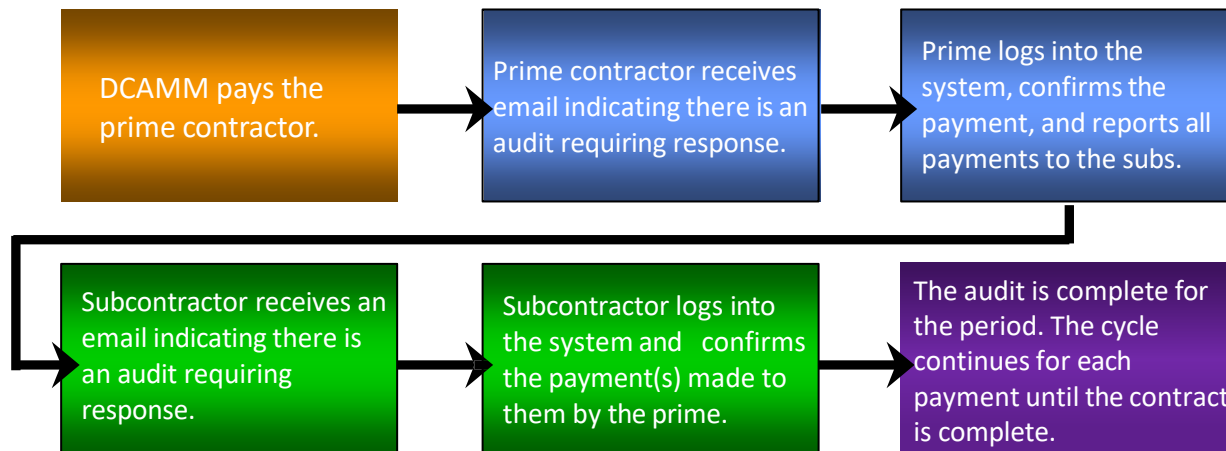 DCAMM pays the
prime contractor.
Prime contractor receives
email indicating there is an
audit requiring response.
Prime logs into the
system, confirms the
payment, and reports all
payments to the subs.
Subcontractor receives an
email indicating there is
an audit requiring
response.
Subcontractor logs into
the system and confirms
the payment(s) made to
them by the prime.
The audit is complete for
the period. The cycle
continues for each
payment until the contract
is complete.